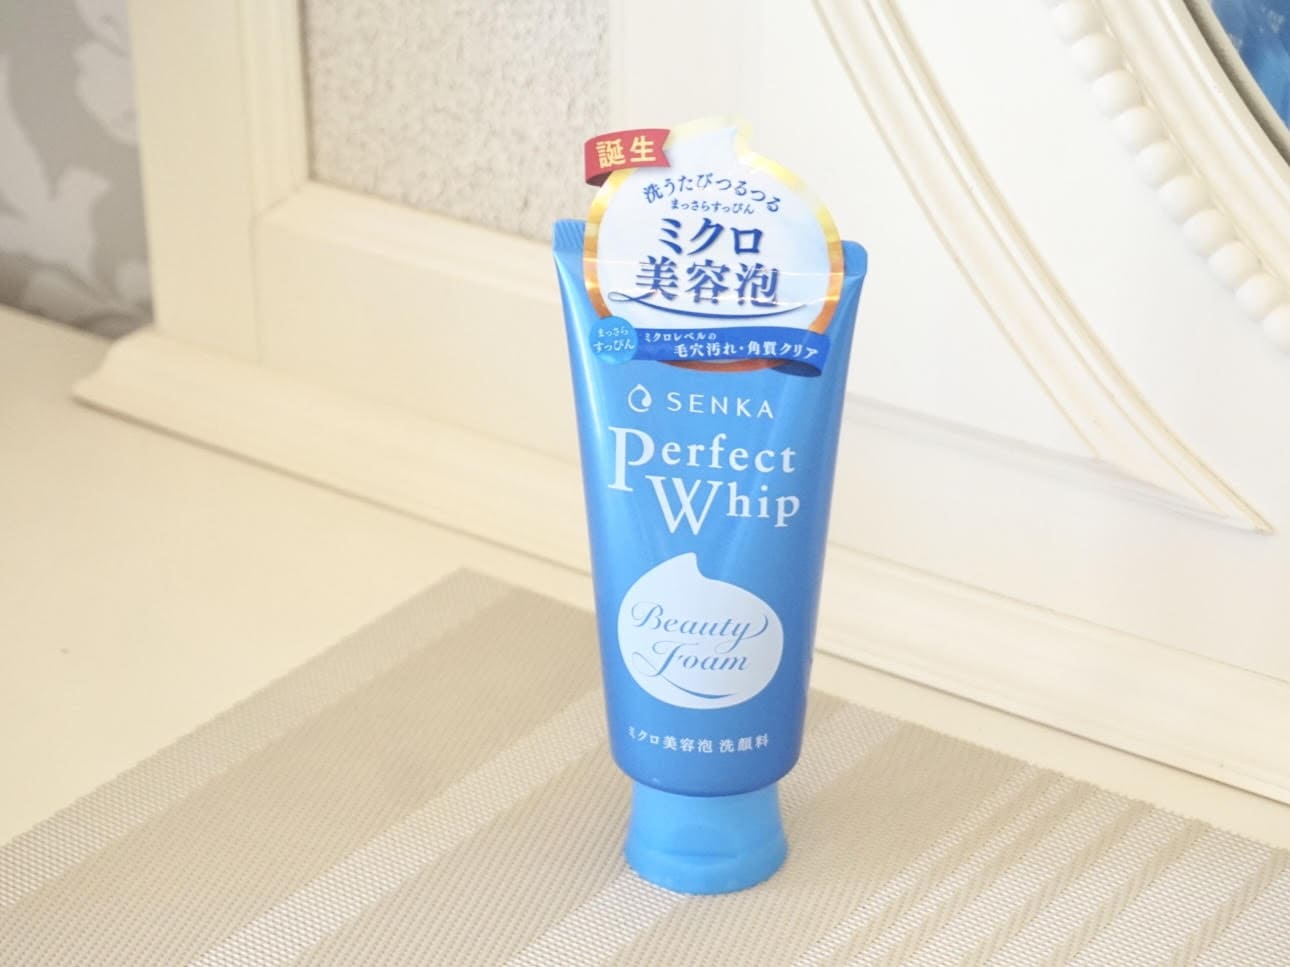 誕生
洗うたびつるつる
まっさらすっぴん
ミクロ
美容泡
まっさら
すっぴん
ミクロレベルの
毛穴汚れ・角質クリア
SENKA
Perfect
Whip
Beauty
Foam
ミクロ美容泡 洗顔料